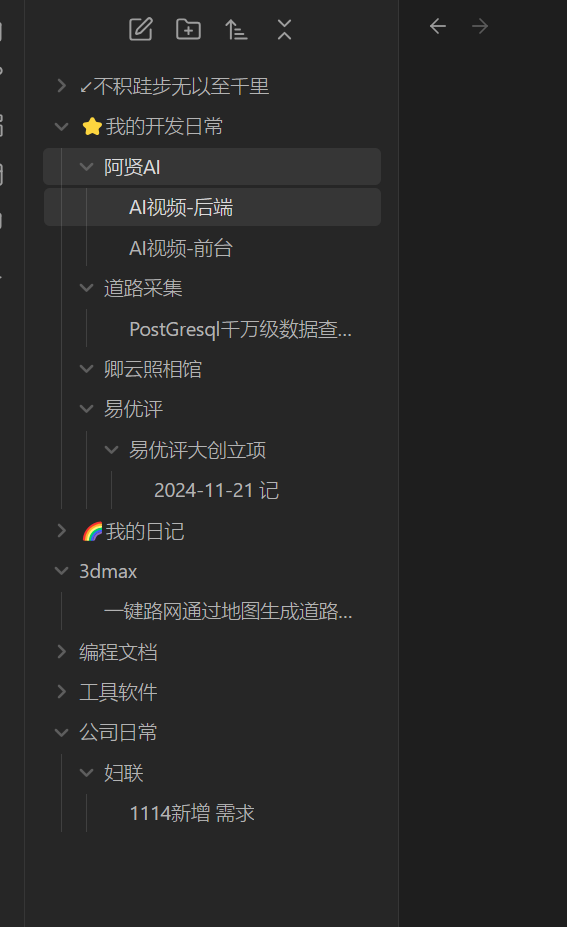 ✓不积跬步无以至千里
⭐我的开发日常
阿贤AI
AI视频-后端
AI视频-前台
道路采集
PostGresql千万级数据查...
卿云照相馆
易优评
易优评大创立项
2024-11-21 记
🌈我的日记
3dmax
一键路网通过地图生成道路...
编程文档
工具软件
公司日常
妇联
1114新增 需求